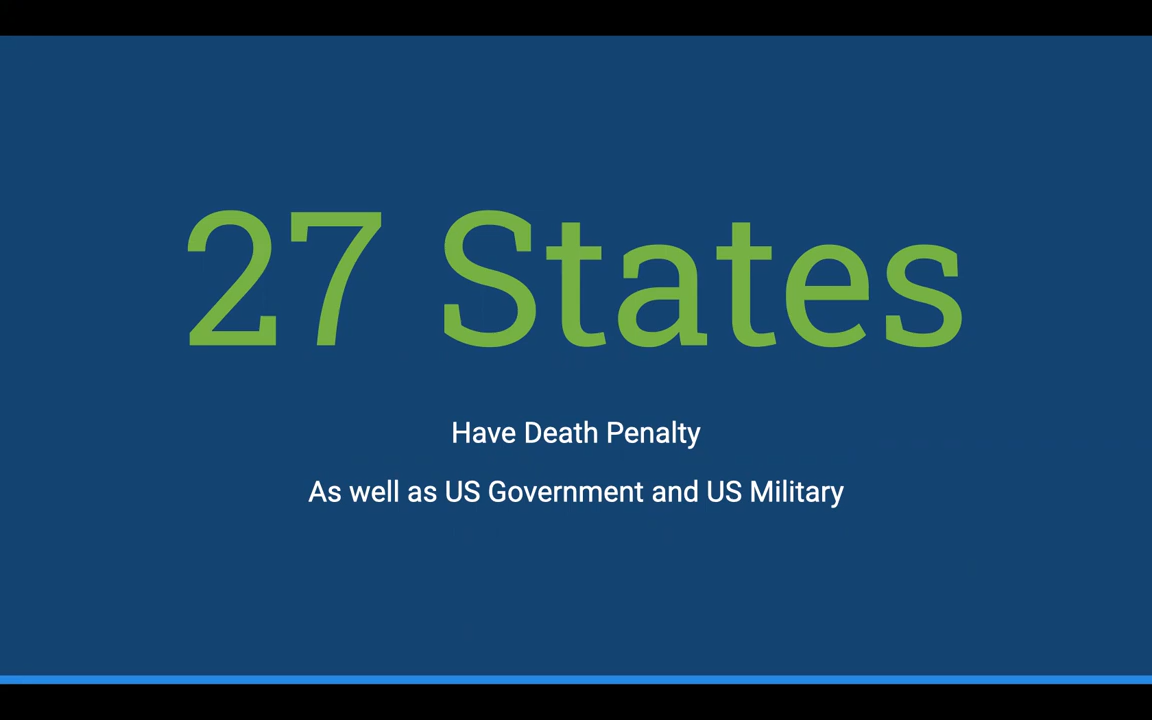 27 States
Have Death Penalty
As well as US Government and US Military